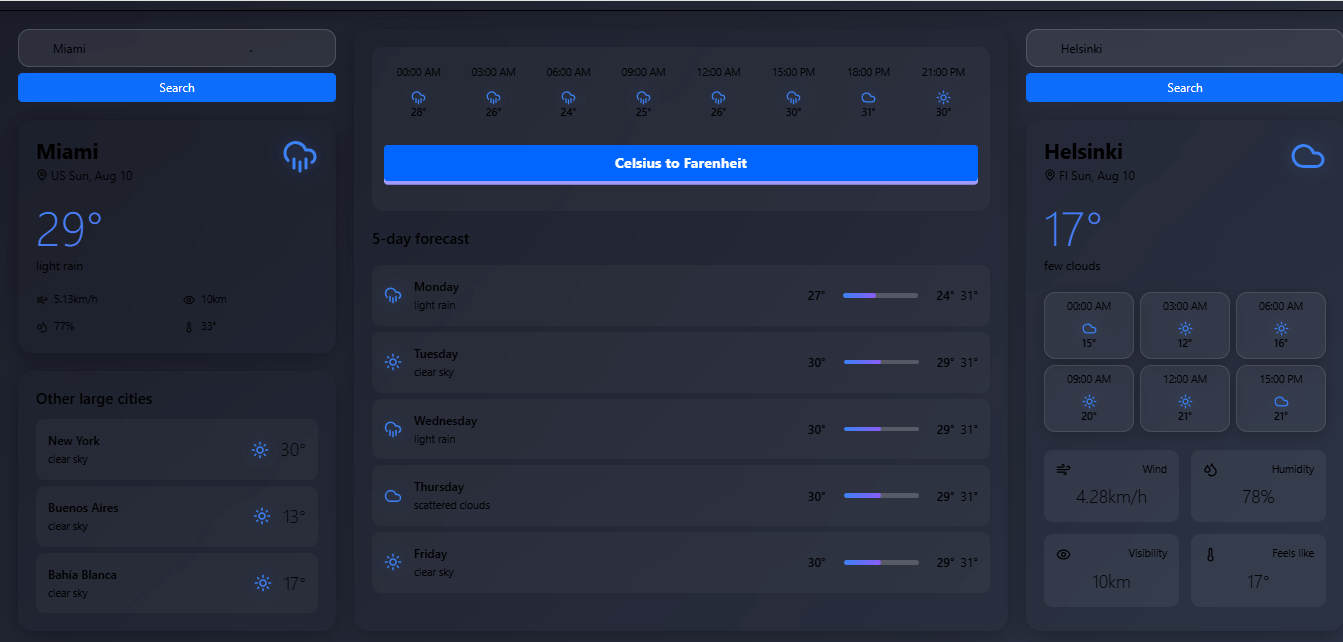 Miami
Search
Miami
US Sun, Aug 10
29°
light rain
5.13km/h 10km
77% 33°
Other large cities
New York
clear sky
30°
Buenos Aires
clear sky
13°
Bahía Blanca
clear sky
17°
00:00 AM 03:00 AM 06:00 AM 09:00 AM 12:00 AM 15:00 PM 18:00 PM 21:00 PM
28° 26° 24° 25° 26° 30° 31° 30°
Celsius to Farenheit
5-day forecast
Monday
light rain
27° 24° 31°
Tuesday
clear sky
30° 29° 31°
Wednesday
light rain
30° 29° 31°
Thursday
scattered clouds
30° 29° 31°
Friday
clear sky
30° 29° 31°
Helsinki
Search
Helsinki
FI Sun, Aug 10
17°
few clouds
00:00 AM 03:00 AM 06:00 AM
15° 12° 16°
09:00 AM 12:00 AM 15:00 PM
20° 21° 21°
Wind Humidity
4.28km/h 78%
Visibility Feels like
10km 17°